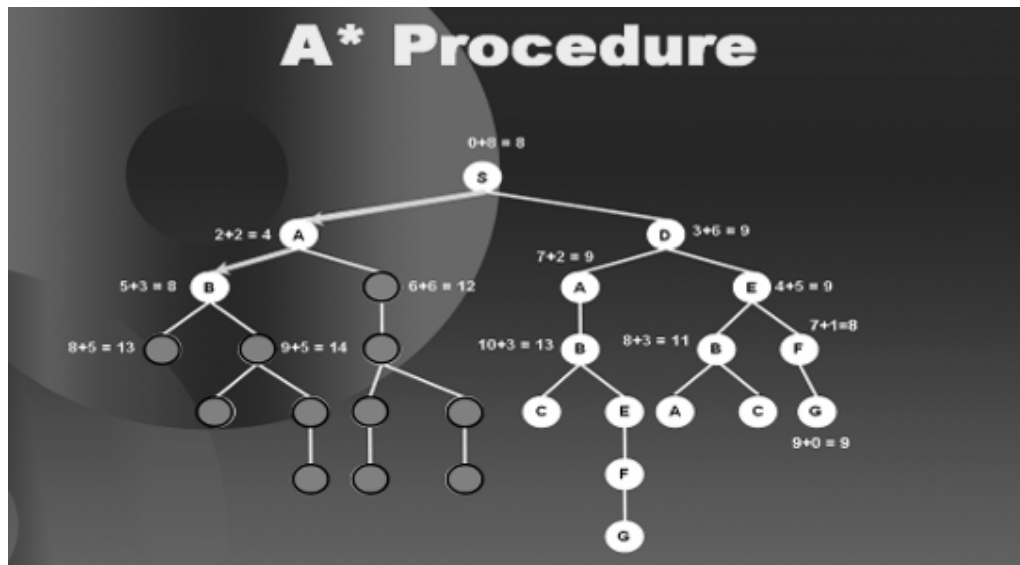 A* Procedure
0+8 = 8
S
2+2 = 4 A D 3+6 = 9
7+2 = 9
5+3 = 8 B 6+6 = 12 A E 4+5 = 9
7+1=8
8+5 = 13 9+5 = 14 10+3 = 13 B 8+3 = 11 B F
C E A C G
9+0 = 9
F
G